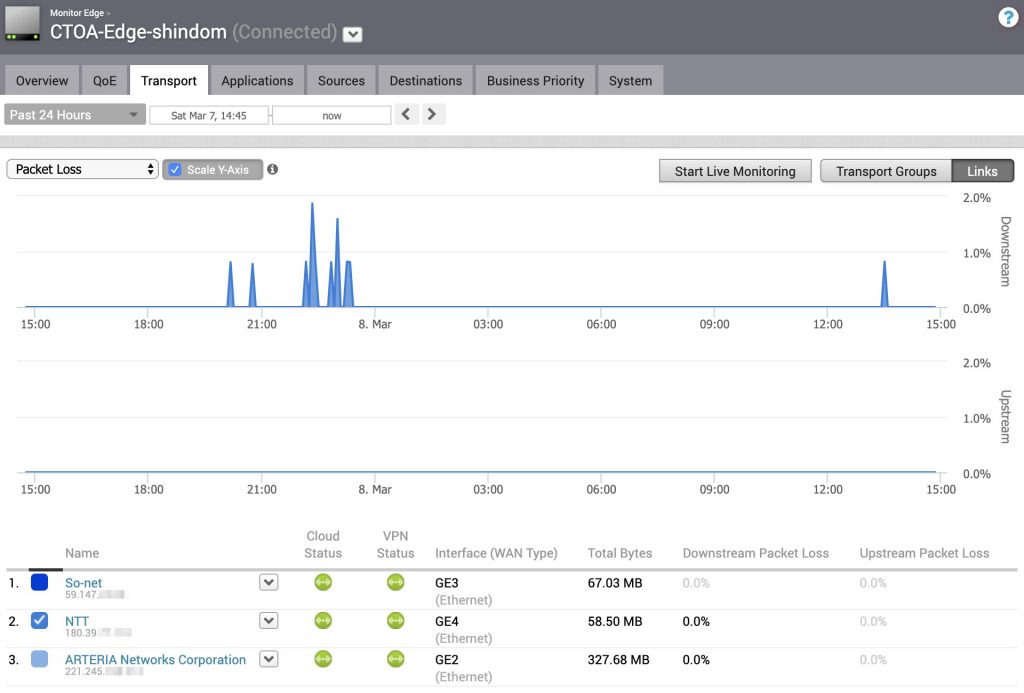 Monitor Edge >
CTOA-Edge-shindom (Connected)
?
Overview QoE Transport Applications Sources Destinations Business Priority System
Past 24 Hours Sat Mar 7, 14:45 - now
Packet Loss Scale Y-Axis Start Live Monitoring Transport Groups Links
2.0%
1.0%
0.0%
Downstream
15:00 18:00 21:00 8. Mar 03:00 06:00 09:00 12:00 15:00
2.0%
1.0%
0.0%
Upstream
15:00 18:00 21:00 8. Mar 03:00 06:00 09:00 12:00 15:00
Name Cloud Status VPN Status Interface (WAN Type) Total Bytes Downstream Packet Loss Upstream Packet Loss
1. So-net GE3 67.03 MB 0.0% 0.0%
59.147. (Ethernet)
2. NTT GE4 58.50 MB 0.0% 0.0%
180.39 (Ethernet)
3. ARTERIA Networks Corporation GE2 327.68 MB 0.0% 0.0%
221.245. (Ethernet)